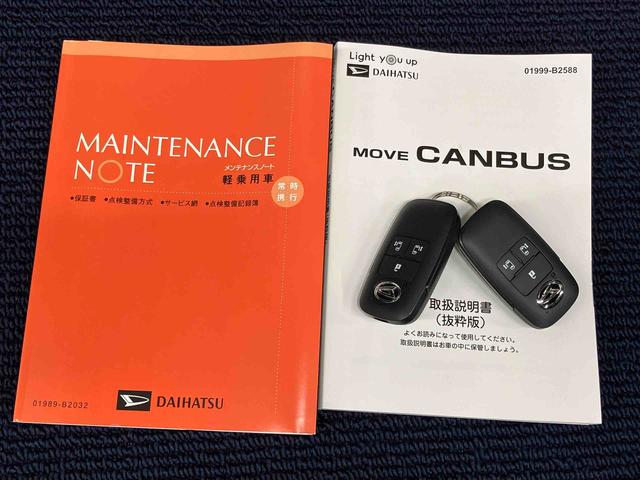 MAINTENANCE
NOTE
メンテナンスノート
軽乗用車
常時
携行
●保証書 ●点検整備方式 ●サービス網 ●点検整備記録簿
01989-B2032
DAIHATSU
Light you up
DAIHATSU
01999-B2588
MOVE CANBUS
取扱説明書
（抜粋版）
よくお読みになって使用してください。
取扱説明書はお車の中に保管しましょう。